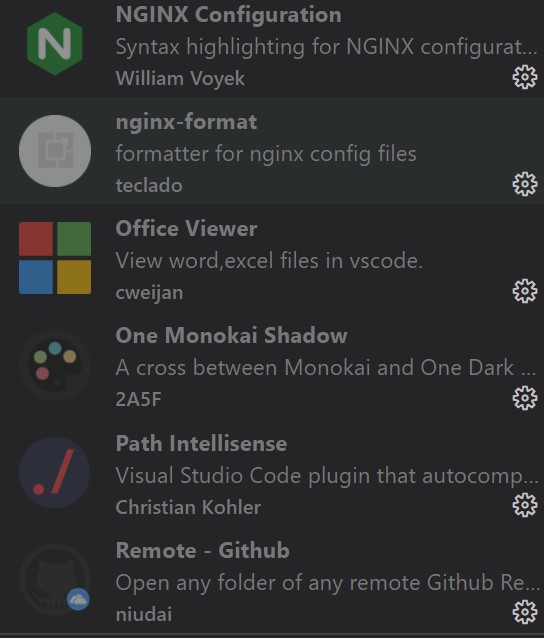 NGINX Configuration
Syntax highlighting for NGINX configurat...
William Voyek
nginx-format
formatter for nginx config files
teclado
Office Viewer
View word,excel files in vscode.
cweijan
One Monokai Shadow
A cross between Monokai and One Dark ...
2A5F
Path Intellisense
Visual Studio Code plugin that autocomp...
Christian Kohler
Remote - Github
Open any folder of any remote Github Re...
niudai